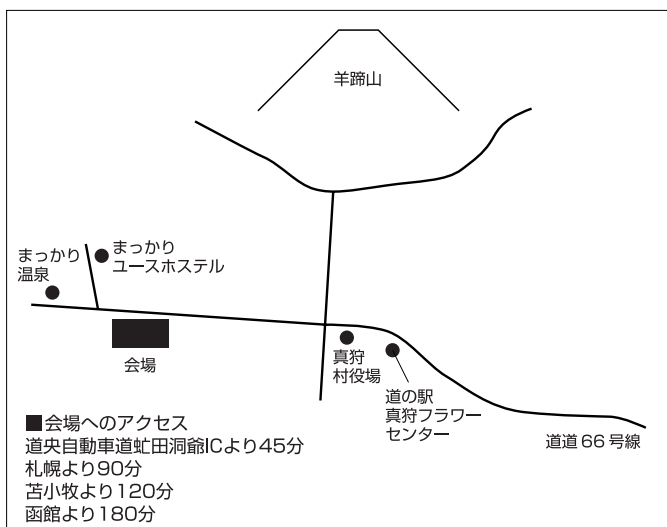 羊蹄山
まっかり
ユースホステル
まっかり
温泉
会場
真狩
村役場
道の駅
真狩フラワー
センター
道道66号線
■会場へのアクセス
道央自動車道虻田洞爺ICより45分
札幌より90分
苫小牧より120分
函館より180分